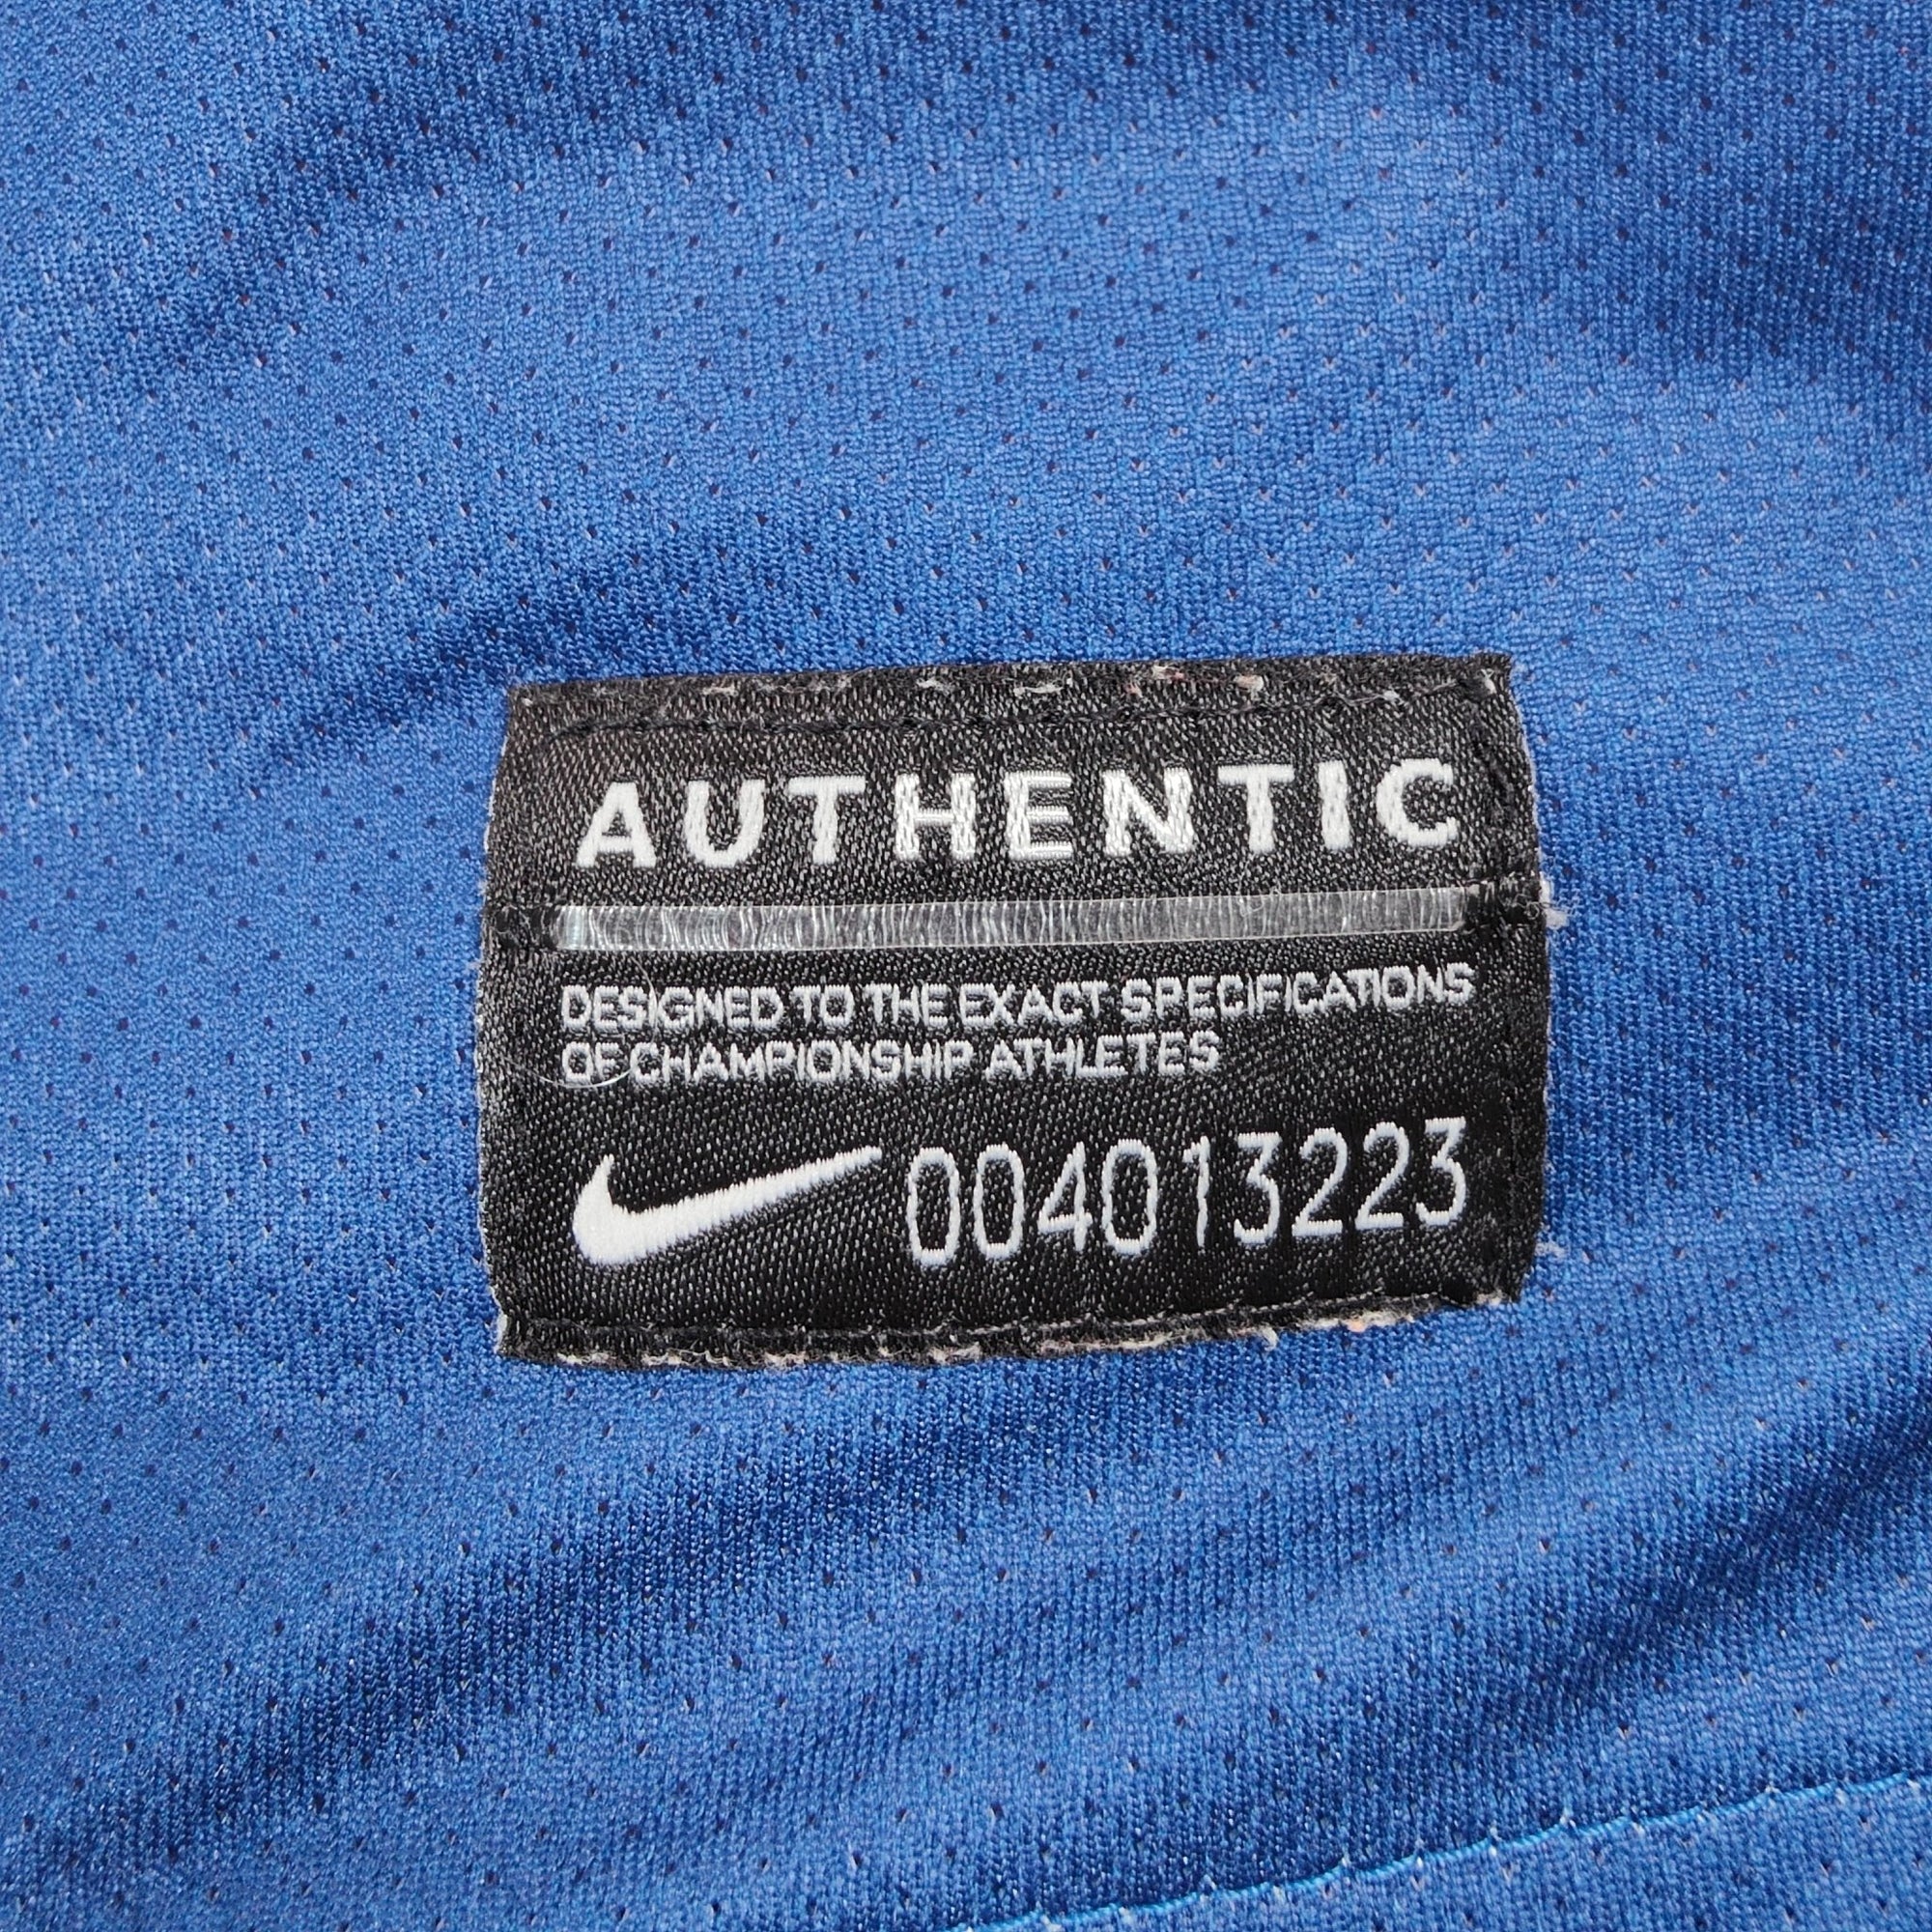 AUTHENTIC
DESIGNED TO THE EXACT SPECIFICATIONS
OF CHAMPIONSHIP ATHLETES
004013223